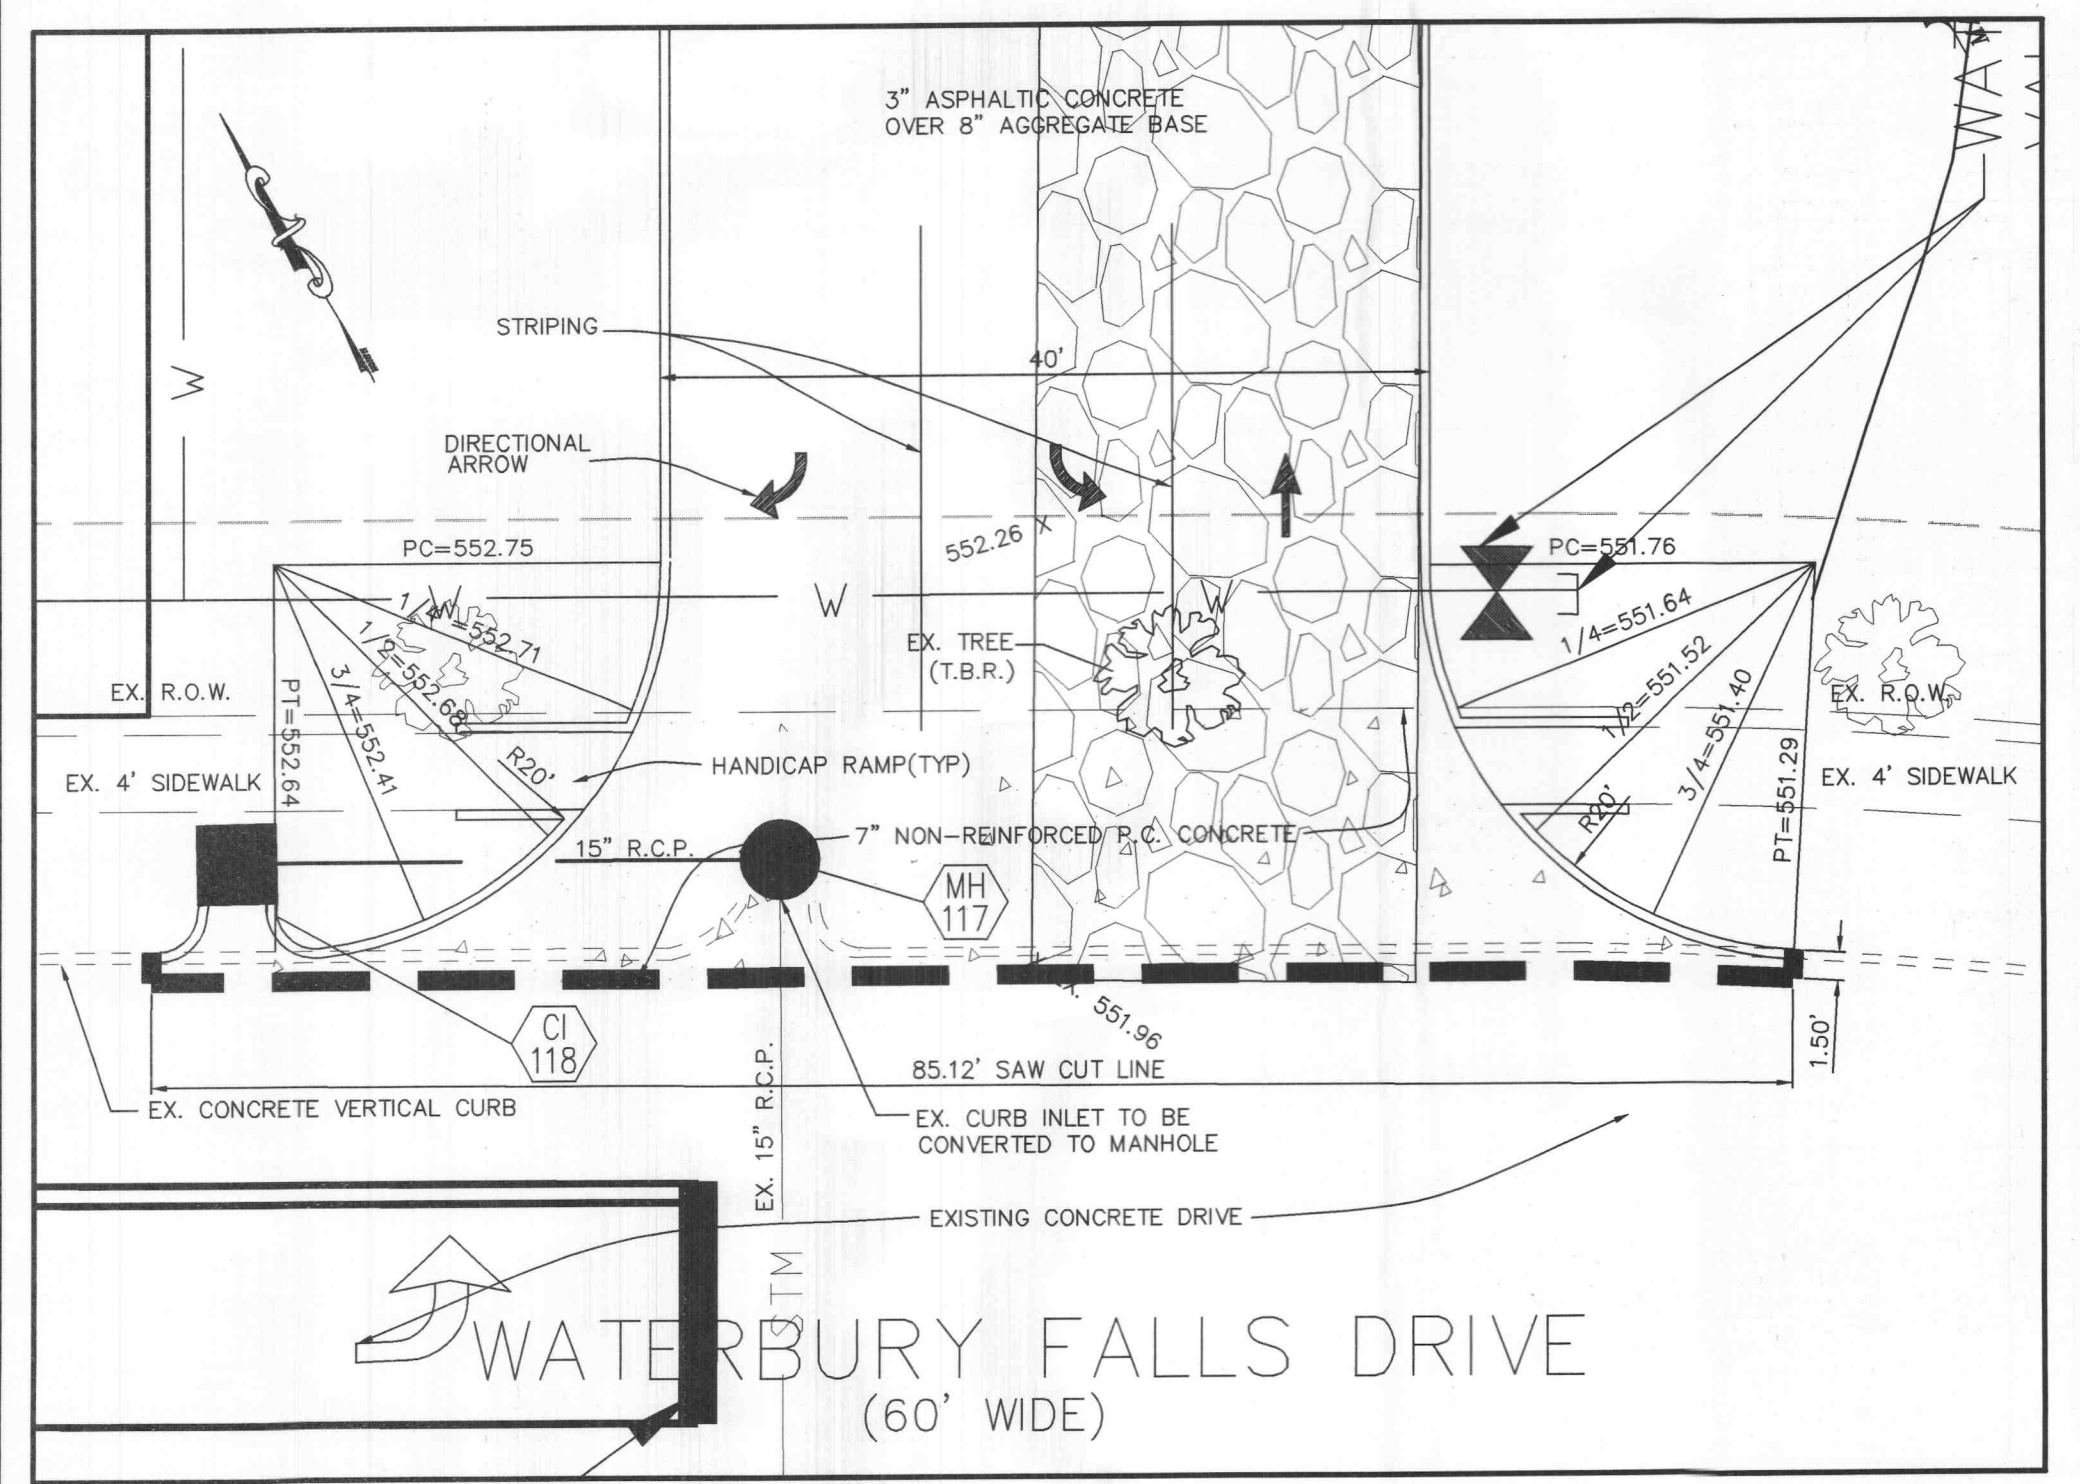 3” ASPHALTIC CONCRETE
OVER 8” AGGREGATE BASE
WA
W
STRIPING
40'
DIRECTIONAL
ARROW
552.26 X
PC=552.75
PC=551.76
W
W
W
1/4=552.71
1/2=552.68
3/4=552.41
PT=552.64
R20'
1/4=551.64
1/2=551.52
3/4=551.40
PT=551.29
R20'
EX. TREE
(T.B.R.)
EX. R.O.W.
EX. R.O.W.
EX. 4' SIDEWALK
HANDICAP RAMP(TYP)
EX. 4' SIDEWALK
15” R.C.P.
7” NON-REINFORCED P.C. CONCRETE
MH
117
CI
118
551.96
1.50'
85.12' SAW CUT LINE
EX. CONCRETE VERTICAL CURB
EX. 15” R.C.P.
EX. CURB INLET TO BE
CONVERTED TO MANHOLE
EXISTING CONCRETE DRIVE
STM
WATERBURY FALLS DRIVE
(60' WIDE)